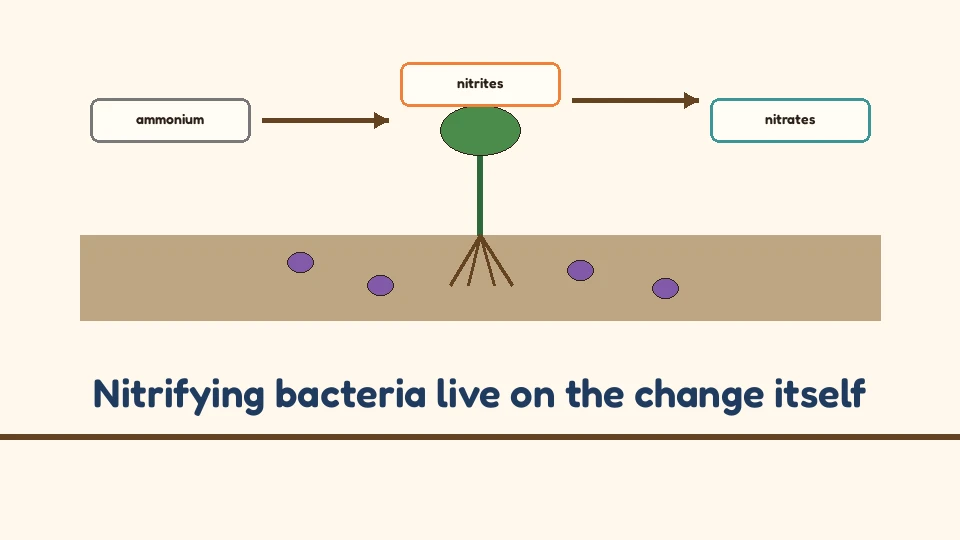 nitrites
ammonium
nitrates
Nitrifying bacteria live on the change itself